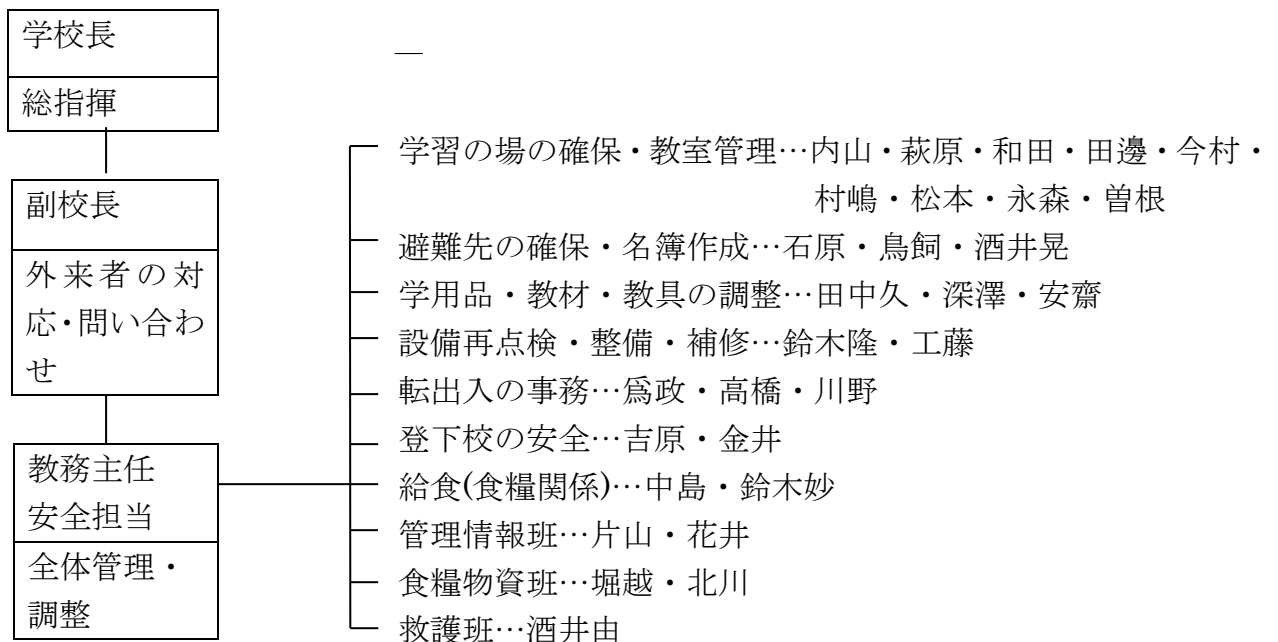 学校長
総指揮
副校長
外来者の対
応・問い合わ
せ
教務主任
安全担当
全体管理・
調整
―
学習の場の確保・教室管理…内山・萩原・和田・田邊・今村・
村嶋・松本・永森・曽根
避難先の確保・名簿作成…石原・鳥飼・酒井晃
学用品・教材・教具の調整…田中久・深澤・安齋
設備再点検・整備・補修…鈴木隆・工藤
転出入の事務…爲政・高橋・川野
登下校の安全…吉原・金井
給食(食糧関係)…中島・鈴木妙
管理情報班…片山・花井
食糧物資班…堀越・北川
救護班…酒井由